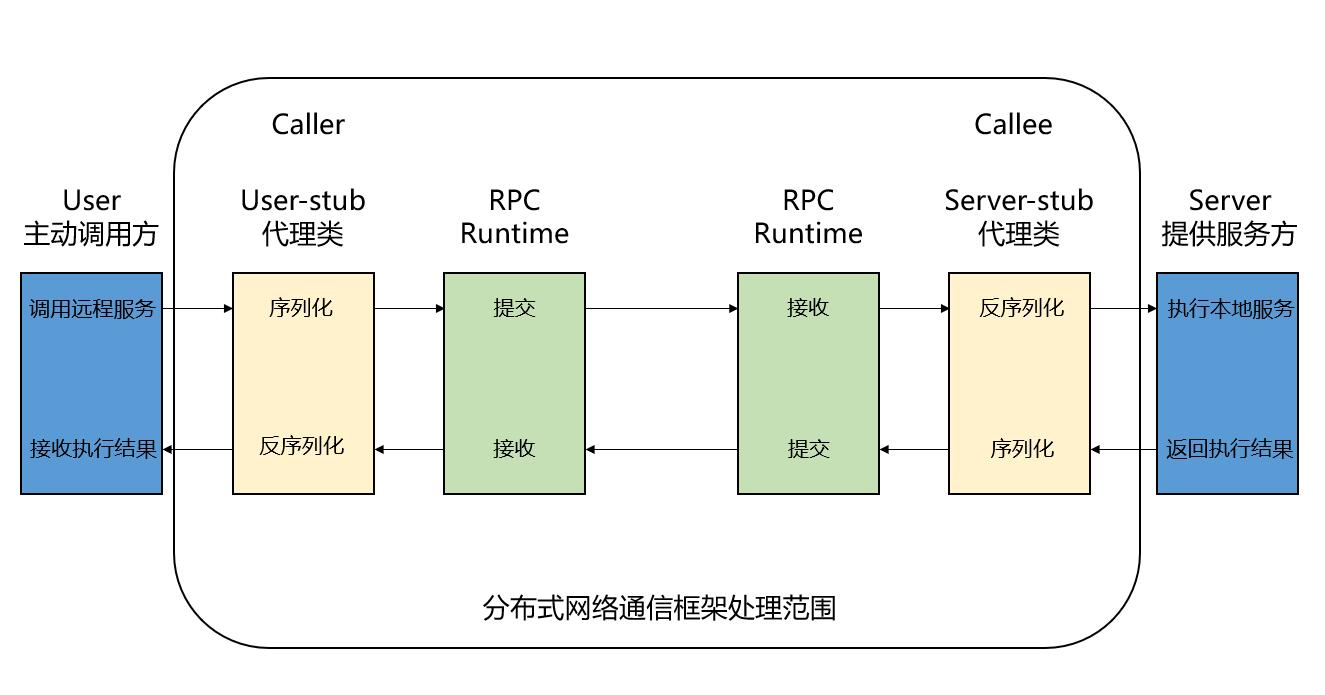 Caller
Callee
User
主动调用方
User-stub
代理类
RPC
Runtime
RPC
Runtime
Server-stub
代理类
Server
提供服务方
调用远程服务
序列化
提交
接收
反序列化
执行本地服务
接收执行结果
反序列化
接收
提交
序列化
返回执行结果
分布式网络通信框架处理范围